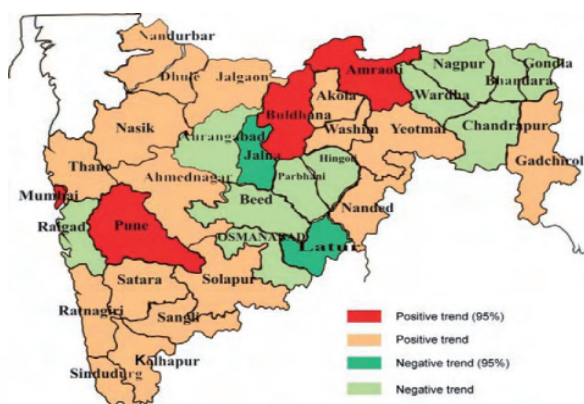 Nandurbar
Dhule
Jalgaon
Amraoti
Nagpur
Gondia
Bhandara
Wardha
Akola
Buldhana
Washim
Yeotmal
Chandrapur
Gadchirol
Nasik
Aurangabad
Jalna
Hingoli
Parbhani
Thane
Ahmednagar
Mumbai
Beed
Nanded
Pune
Raigad
OSMANABAD
Latur
Satara
Solapur
Ratnagiri
Sangli
Kolhapur
Sindudurg
Positive trend (95%)
Positive trend
Negative trend (95%)
Negative trend